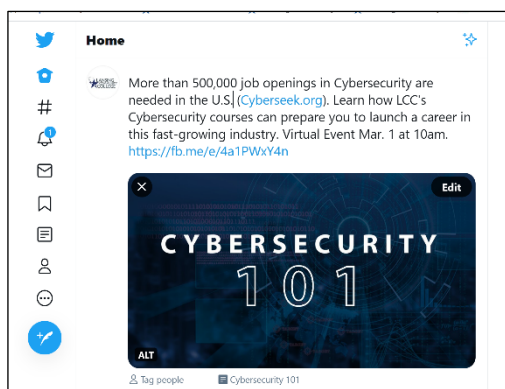 Home
1
More than 500,000 job openings in Cybersecurity are
needed in the U.S. (Cyberseek.org). Learn how LCC's
Cybersecurity courses can prepare you to launch a career in
this fast-growing industry. Virtual Event Mar. 1 at 10am.
https://fb.me/e/4a1PWxY4n
Edit
CYBERSECURITY
101
ALT
Tag people Cybersecurity 101